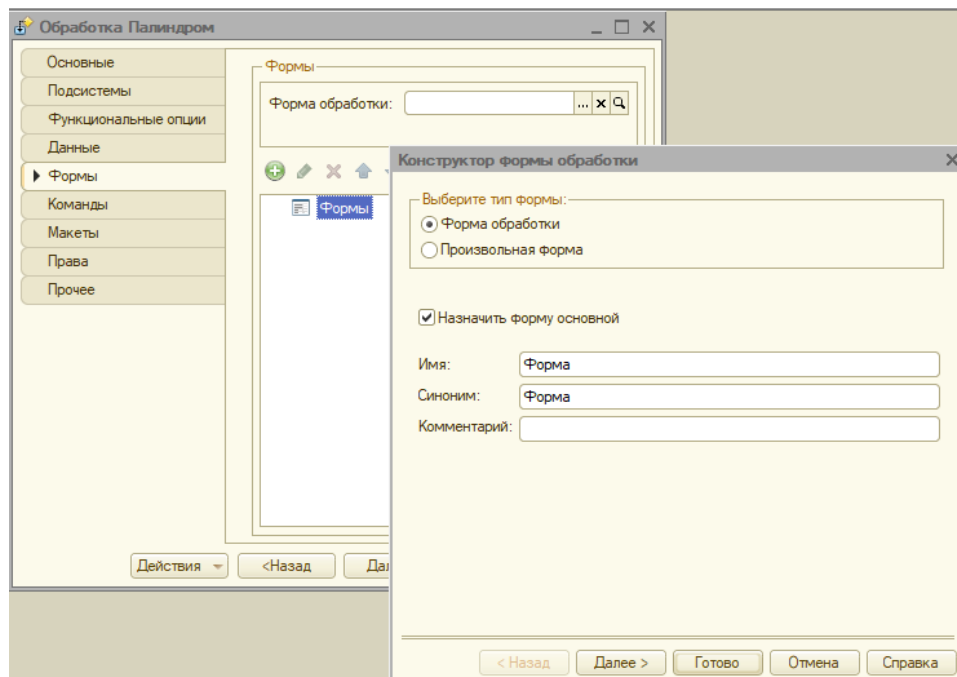 Обработка Палиндром
Основные
Подсистемы
Функциональные опции
Данные
Формы
Команды
Макеты
Права
Прочее
Формы
Форма обработки:
...
Формы
Действия
<Назад
Конструктор формы обработки
Выберите тип формы:
Форма обработки
Произвольная форма
Назначить форму основной
Имя: Форма
Синоним: Форма
Комментарий:
< Назад Далее > Готово Отмена Справка